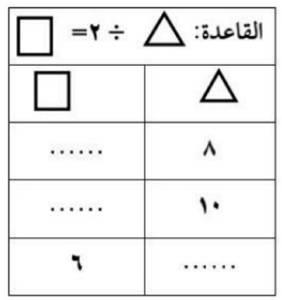 القاعدة: △ ÷ ٢ = □
△ □
٨ ......
١٠ ......
...... ٦